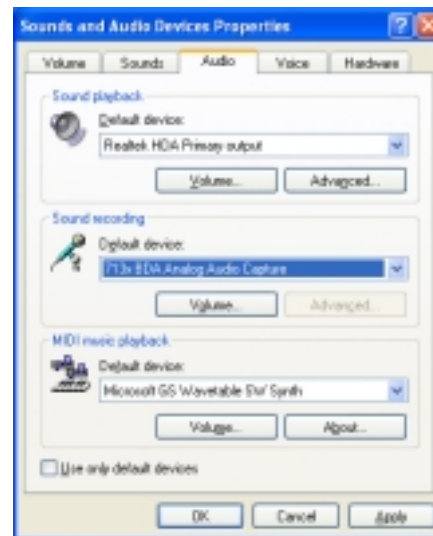 Sounds and Audio Devices Properties
Volume Sounds Audio Voice Hardware
Sound playback
Default device:
Realtek HDA Primary output
Volume... Advanced...
Sound recording
Default device:
713x BDA Analog Audio Capture
Volume... Advanced...
MIDI music playback
Default device:
Microsoft GS Wavetable SW Synth
Volume... About...
Use only default devices
OK Cancel Apply